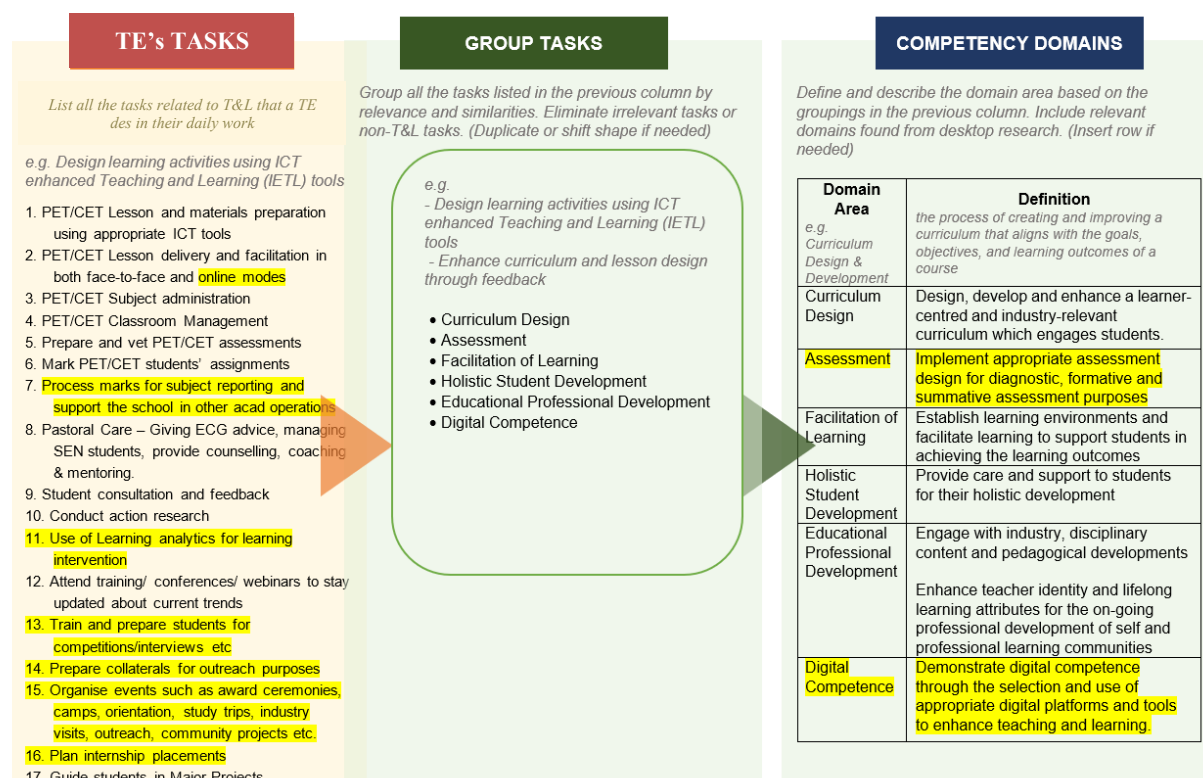 TE's TASKS
List all the tasks related to T&L that a TE
des in their daily work
e.g. Design learning activities using ICT
enhanced Teaching and Learning (IETL) tools
1. PET/CET Lesson and materials preparation
using appropriate ICT tools
2. PET/CET Lesson delivery and facilitation in
both face-to-face and online modes
3. PET/CET Subject administration
4. PET/CET Classroom Management
5. Prepare and vet PET/CET assessments
6. Mark PET/CET students' assignments
7. Process marks for subject reporting and
support the school in other acad operations
8. Pastoral Care – Giving ECG advice, managing
SEN students, provide counselling, coaching
& mentoring.
9. Student consultation and feedback
10. Conduct action research
11. Use of Learning analytics for learning
intervention
12. Attend training/ conferences/ webinars to stay
updated about current trends
13. Train and prepare students for
competitions/interviews etc
14. Prepare collaterals for outreach purposes
15. Organise events such as award ceremonies,
camps, orientation, study trips, industry
visits, outreach, community projects etc.
16. Plan internship placements
17. Guide students in Major Projects
GROUP TASKS
Group all the tasks listed in the previous column by
relevance and similarities. Eliminate irrelevant tasks or
non-T&L tasks. (Duplicate or shift shape if needed)
e.g.
- Design learning activities using ICT
enhanced Teaching and Learning (IETL)
tools
- Enhance curriculum and lesson design
through feedback
• Curriculum Design
• Assessment
• Facilitation of Learning
• Holistic Student Development
• Educational Professional Development
• Digital Competence
COMPETENCY DOMAINS
Define and describe the domain area based on the
groupings in the previous column. Include relevant
domains found from desktop research. (Insert row if
needed)
Domain
Area
e.g.
Curriculum
Design &
Development
Definition
the process of creating and improving a
curriculum that aligns with the goals,
objectives, and learning outcomes of a
course
Curriculum
Design
Design, develop and enhance a learner-
centred and industry-relevant
curriculum which engages students.
Assessment
Implement appropriate assessment
design for diagnostic, formative and
summative assessment purposes
Facilitation of
Learning
Establish learning environments and
facilitate learning to support students in
achieving the learning outcomes
Holistic
Student
Development
Provide care and support to students
for their holistic development
Educational
Professional
Development
Engage with industry, disciplinary
content and pedagogical developments
Enhance teacher identity and lifelong
learning attributes for the on-going
professional development of self and
professional learning communities
Digital
Competence
Demonstrate digital competence
through the selection and use of
appropriate digital platforms and tools
to enhance teaching and learning.